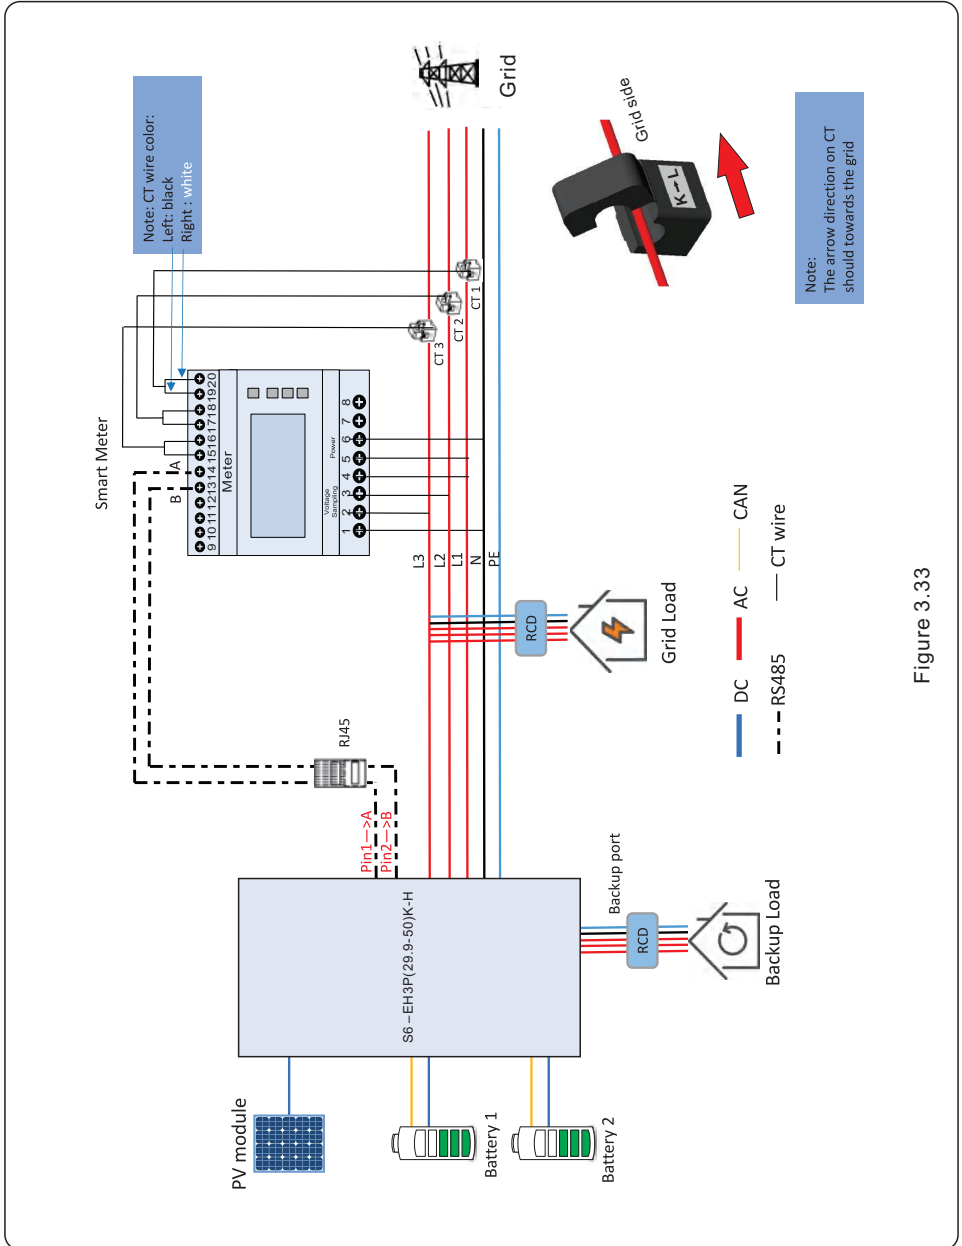 Smart Meter
Note: CT wire color:
Left: black
Right : white
B
A
9 10 11 12 13 14 15 16 17 18 19 20
Meter
Voltage
Sampling
Power
1 2 3 4 5 6 7 8
PV module
Battery 1
Battery 2
S6 –EH3P(29.9-50)K-H
Pin1—>A
Pin2—>B
RJ45
L3
L2
L1
N
PE
CT 3
CT 2
CT 1
Grid
Backup port
RCD
Backup Load
RCD
Grid Load
Grid side
K→L
DC
AC
CAN
RS485
CT wire
Note:
The arrow direction on CT
should towards the grid
Figure 3.33